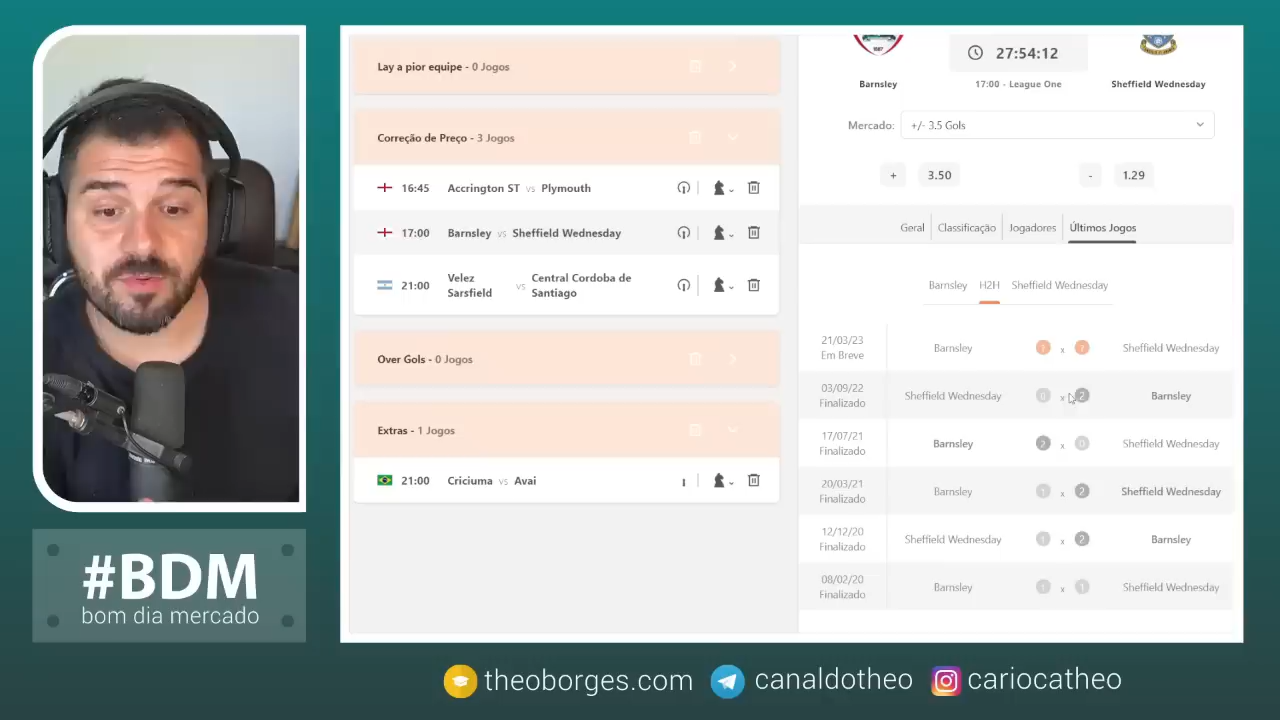 Lay a pior equipe - 0 Jogos
Correção de Preço - 3 Jogos
16:45 Accrington ST vs Plymouth
17:00 Barnsley vs Sheffield Wednesday
21:00 Velez Sarsfield vs Central Cordoba de Santiago
Over Gols - 0 Jogos
Extras - 1 Jogos
21:00 Criciuma vs Avai
1887
27:54:12
Barnsley 17:00 - League One Sheffield Wednesday
Mercado: +/- 3.5 Gols
+ 3.50 - 1.29
Geral Classificação Jogadores Últimos Jogos
Barnsley H2H Sheffield Wednesday
21/03/23 Em Breve Barnsley ? x ? Sheffield Wednesday
03/09/22 Finalizado Sheffield Wednesday 0 x 2 Barnsley
17/07/21 Finalizado Barnsley 2 x 0 Sheffield Wednesday
20/03/21 Finalizado Barnsley 1 x 2 Sheffield Wednesday
12/12/20 Finalizado Sheffield Wednesday 1 x 2 Barnsley
08/02/20 Finalizado Barnsley 1 x 1 Sheffield Wednesday
#BDM
bom dia mercado
theoborges.com canaldotheo cariocatheo